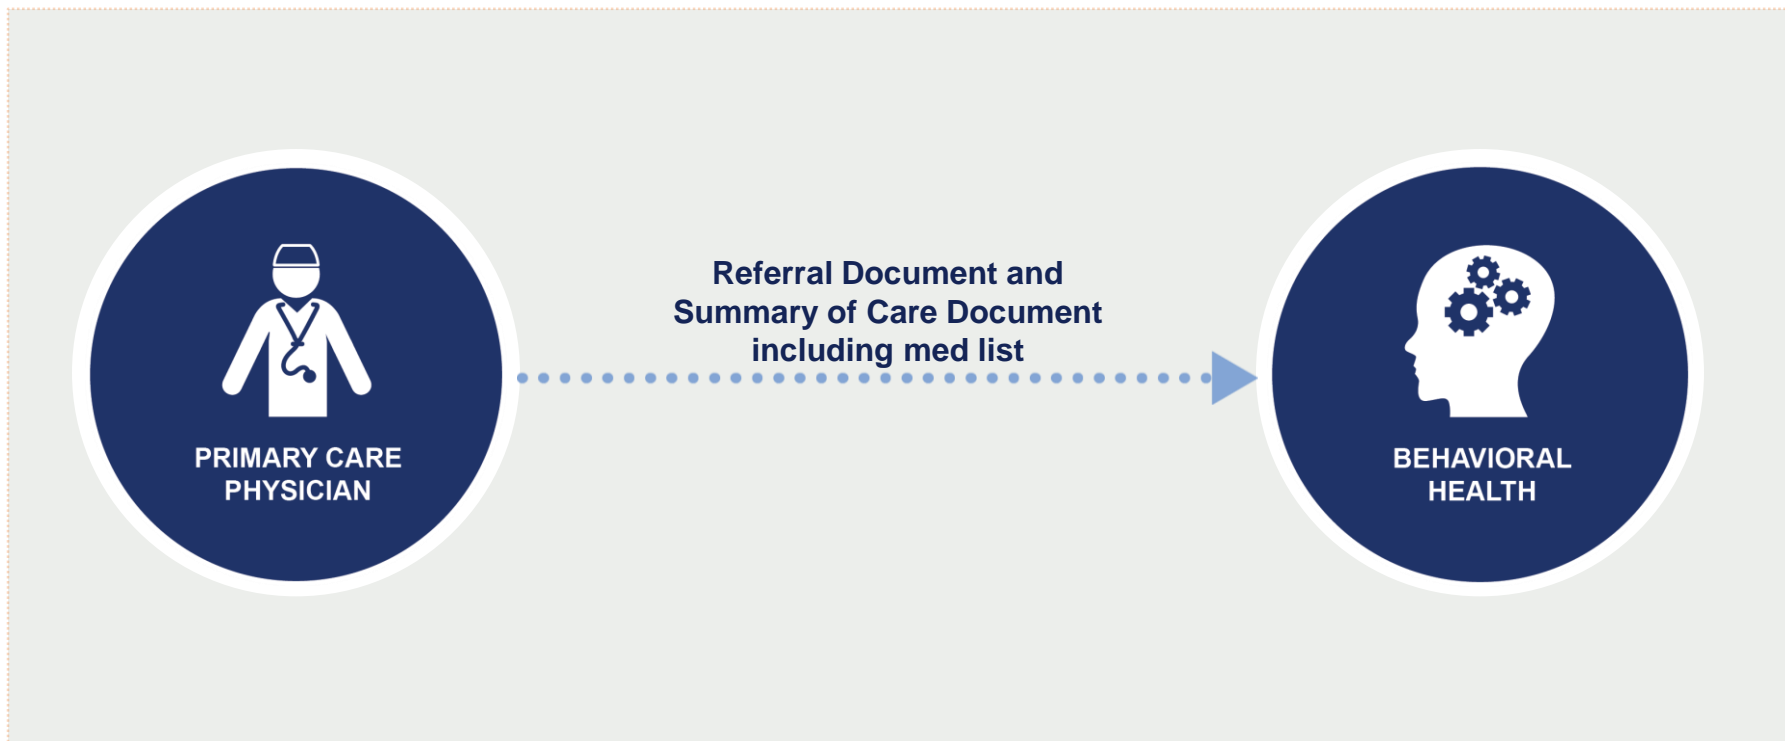 Referral Document and
Summary of Care Document
including med list
PRIMARY CARE
PHYSICIAN
BEHAVIORAL
HEALTH